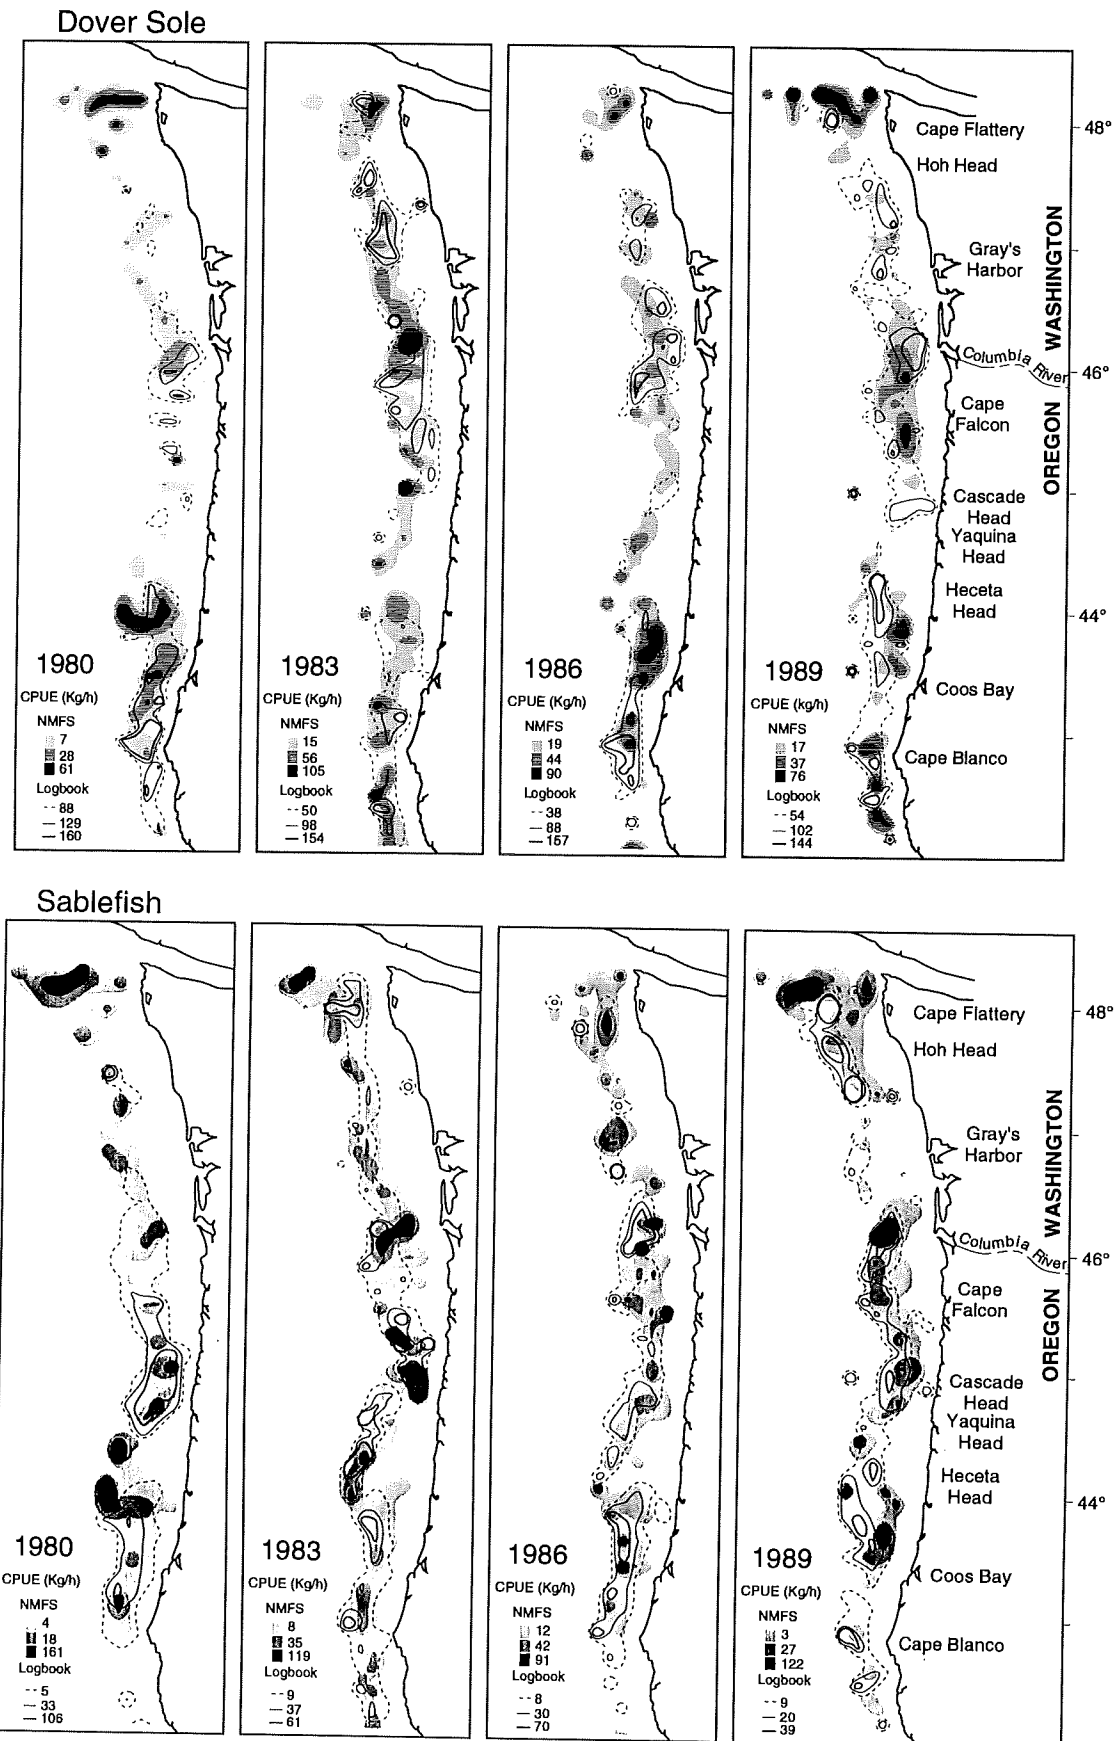 Dover Sole
1980
CPUE (Kg/h)
NMFS
7
28
61
Logbook
-- 88
— 129
— 160
1983
CPUE (Kg/h)
NMFS
15
56
105
Logbook
-- 50
— 98
— 154
1986
CPUE (Kg/h)
NMFS
19
44
90
Logbook
-- 38
— 88
— 157
1989
CPUE (kg/h)
NMFS
17
37
76
Logbook
-- 54
— 102
— 144
Cape Flattery
Hoh Head
Gray's
Harbor
Columbia River
Cape
Falcon
Cascade
Head
Yaquina
Head
Heceta
Head
Coos Bay
Cape Blanco
48°
46°
44°
WASHINGTON
OREGON
Sablefish
1980
CPUE (Kg/h)
NMFS
4
18
161
Logbook
-- 5
— 33
— 106
1983
CPUE (Kg/h)
NMFS
8
35
119
Logbook
-- 9
— 37
— 61
1986
CPUE (Kg/h)
NMFS
12
42
91
Logbook
-- 8
— 30
— 70
1989
CPUE (Kg/h)
NMFS
3
27
122
Logbook
-- 9
— 20
— 39
Cape Flattery
Hoh Head
Gray's
Harbor
Columbia River
Cape
Falcon
Cascade
Head
Yaquina
Head
Heceta
Head
Coos Bay
Cape Blanco
48°
46°
44°
WASHINGTON
OREGON